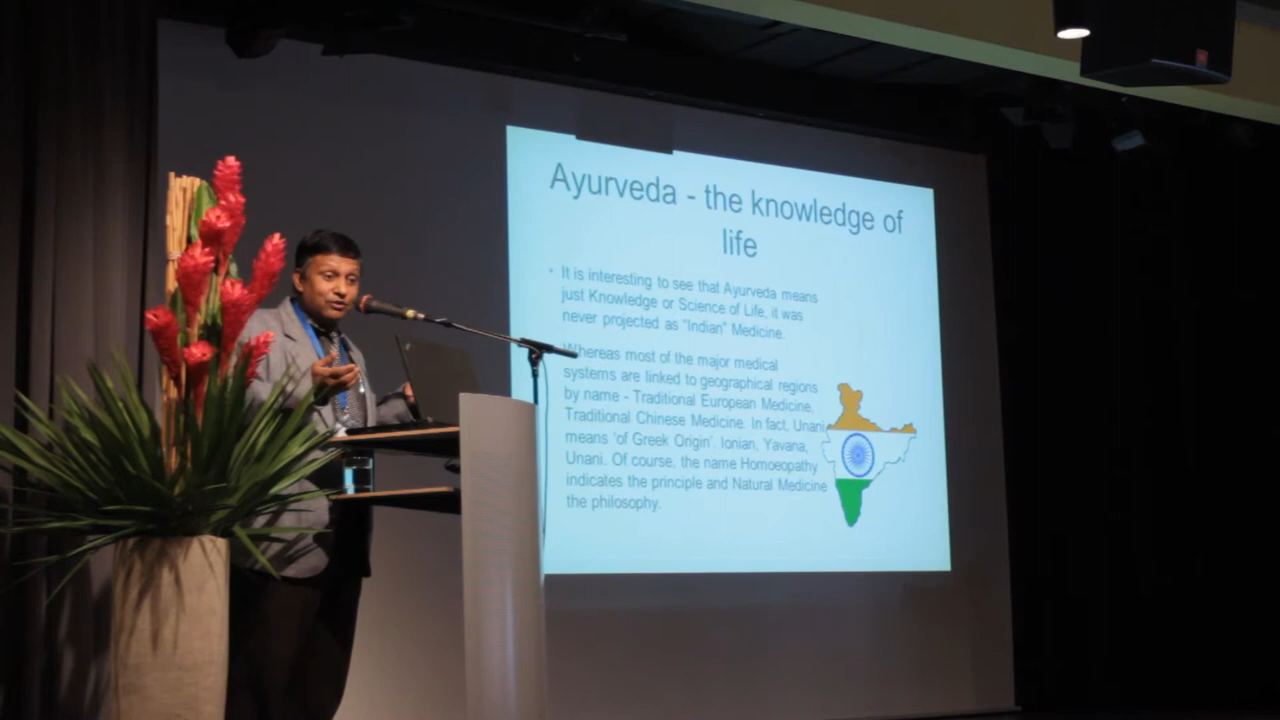 Ayurveda - the knowledge of
life
• It is interesting to see that Ayurveda means
just Knowledge or Science of Life, it was
never projected as "Indian" Medicine.
Whereas most of the major medical
systems are linked to geographical regions
by name - Traditional European Medicine,
Traditional Chinese Medicine. In fact, Unani
means 'of Greek Origin'. Ionian, Yavana,
Unani. Of course, the name Homoeopathy
indicates the principle and Natural Medicine
the philosophy.